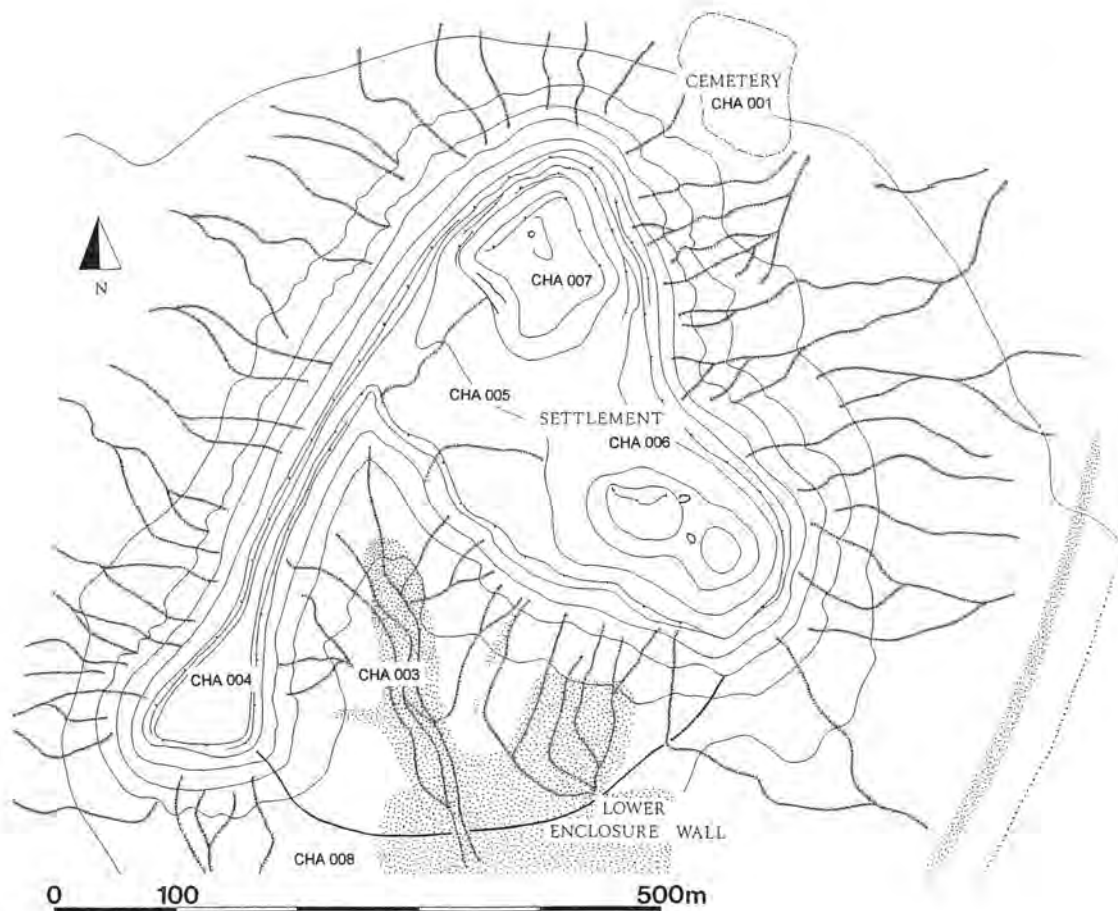 CEMETERY
CHA 001
N
CHA 007
CHA 005
SETTLEMENT
CHA 006
CHA 004
CHA 003
LOWER
ENCLOSURE WALL
CHA 008
0 100 500m